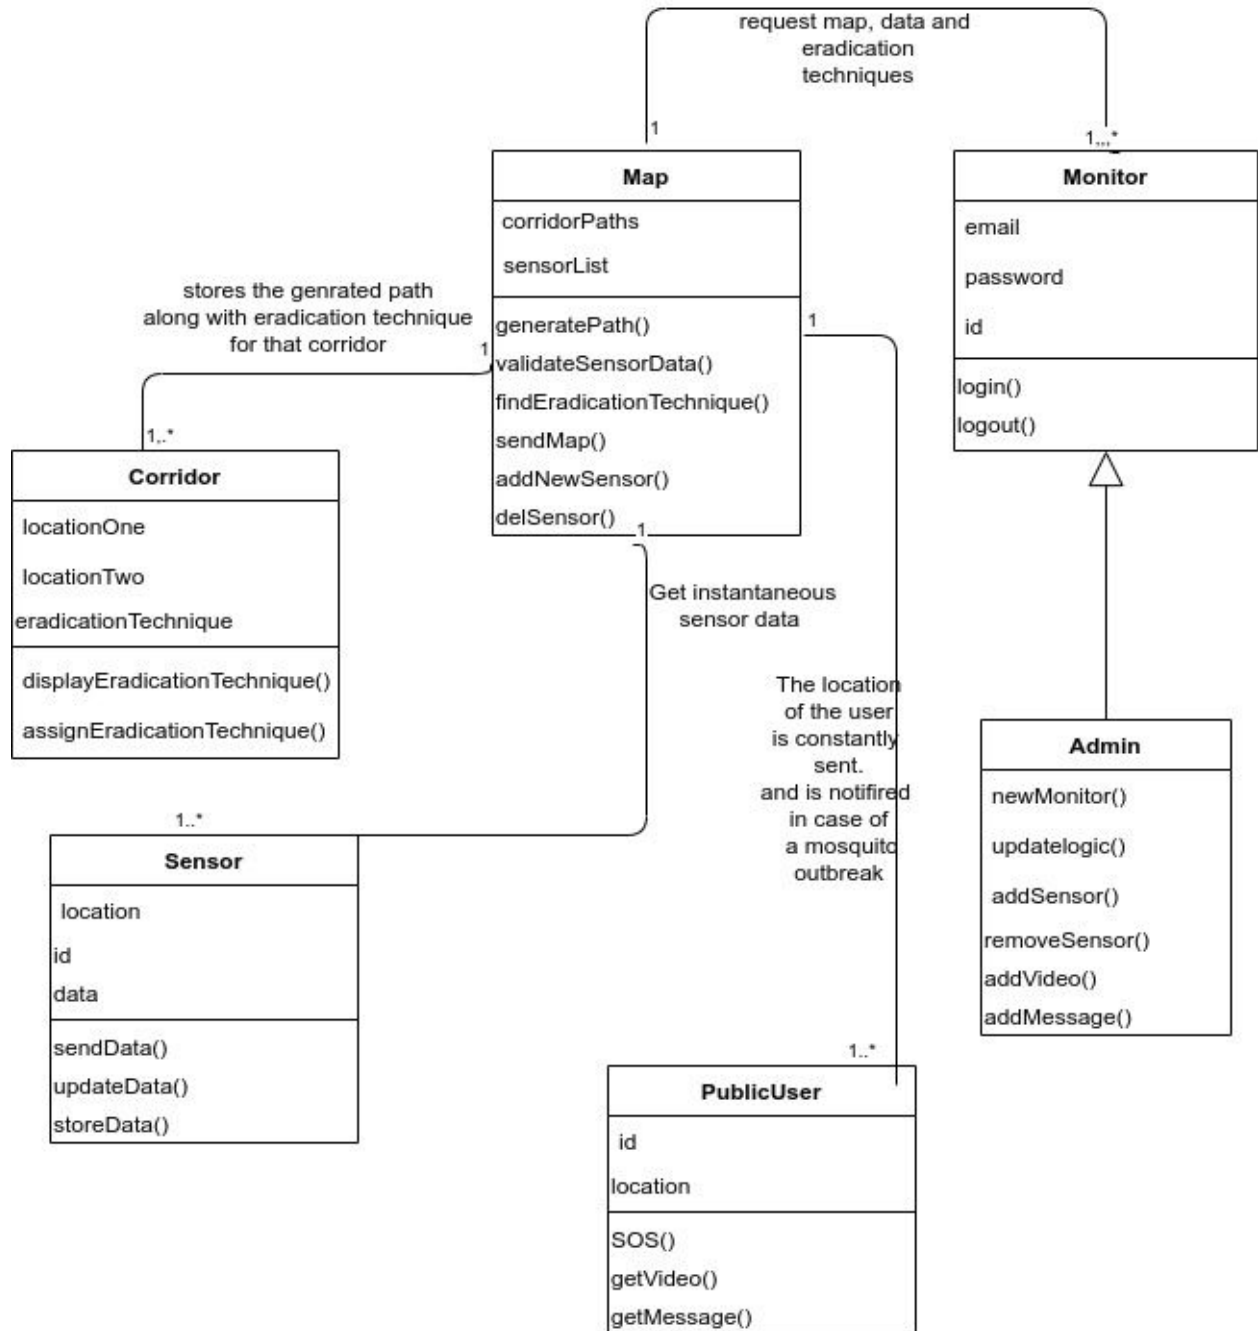 request map, data and
eradication
techniques
1
1,,,*
Map
corridorPaths
sensorList
generatePath()
validateSensorData()
findEradicationTechnique()
sendMap()
addNewSensor()
delSensor()
Monitor
email
password
id
login()
logout()
stores the genrated path
along with eradication technique
for that corridor
1
1,.*
1
Corridor
locationOne
locationTwo
eradicationTechnique
displayEradicationTechnique()
assignEradicationTechnique()
1
Get instantaneous
sensor data
The location
of the user
is constantly
sent.
and is notifired
in case of
a mosquito
outbreak
Admin
newMonitor()
updatelogic()
addSensor()
removeSensor()
addVideo()
addMessage()
1..*
Sensor
location
id
data
sendData()
updateData()
storeData()
1..*
PublicUser
id
location
SOS()
getVideo()
getMessage()